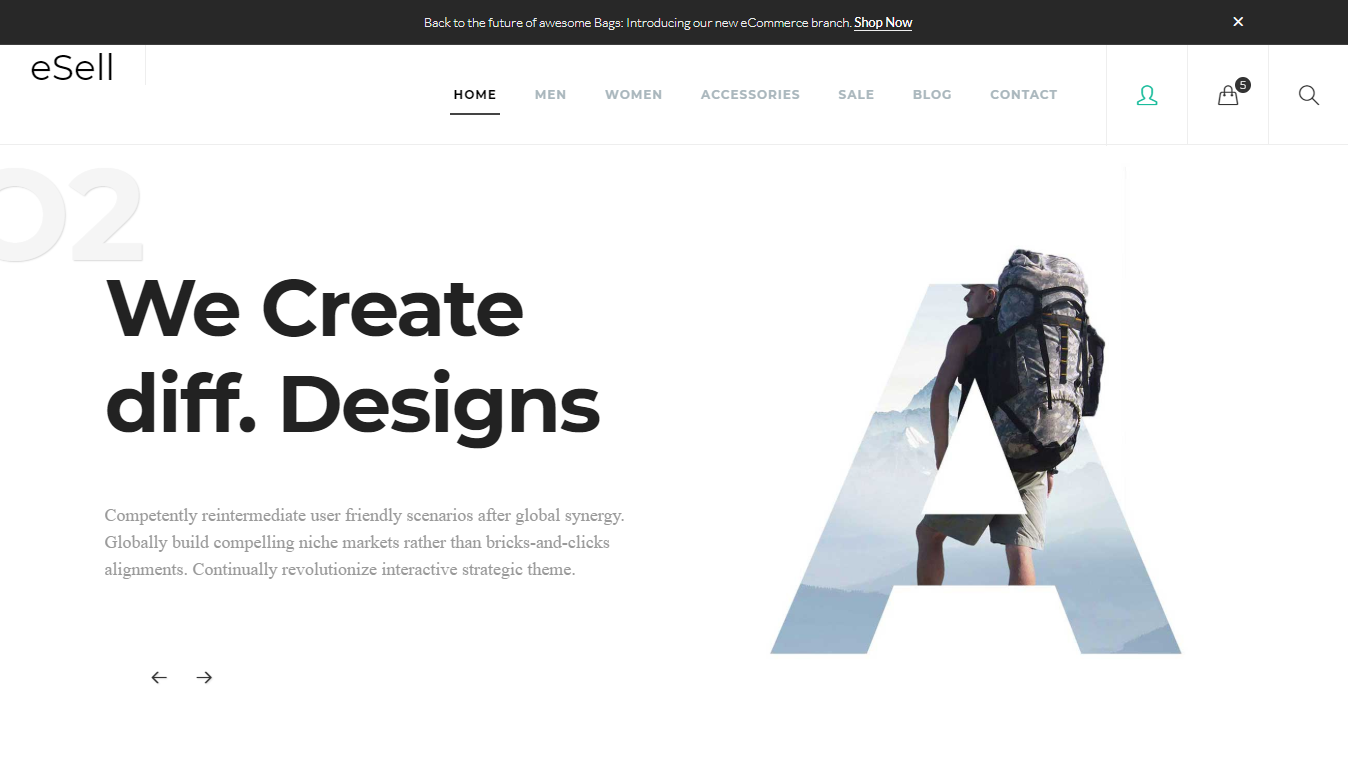 Back to the future of awesome Bags: Introducing our new eCommerce branch. Shop Now
eSell
HOME MEN WOMEN ACCESSORIES SALE BLOG CONTACT
5
02
We Create
diff. Designs
Competently reintermediate user friendly scenarios after global synergy.
Globally build compelling niche markets rather than bricks-and-clicks
alignments. Continually revolutionize interactive strategic theme.
A